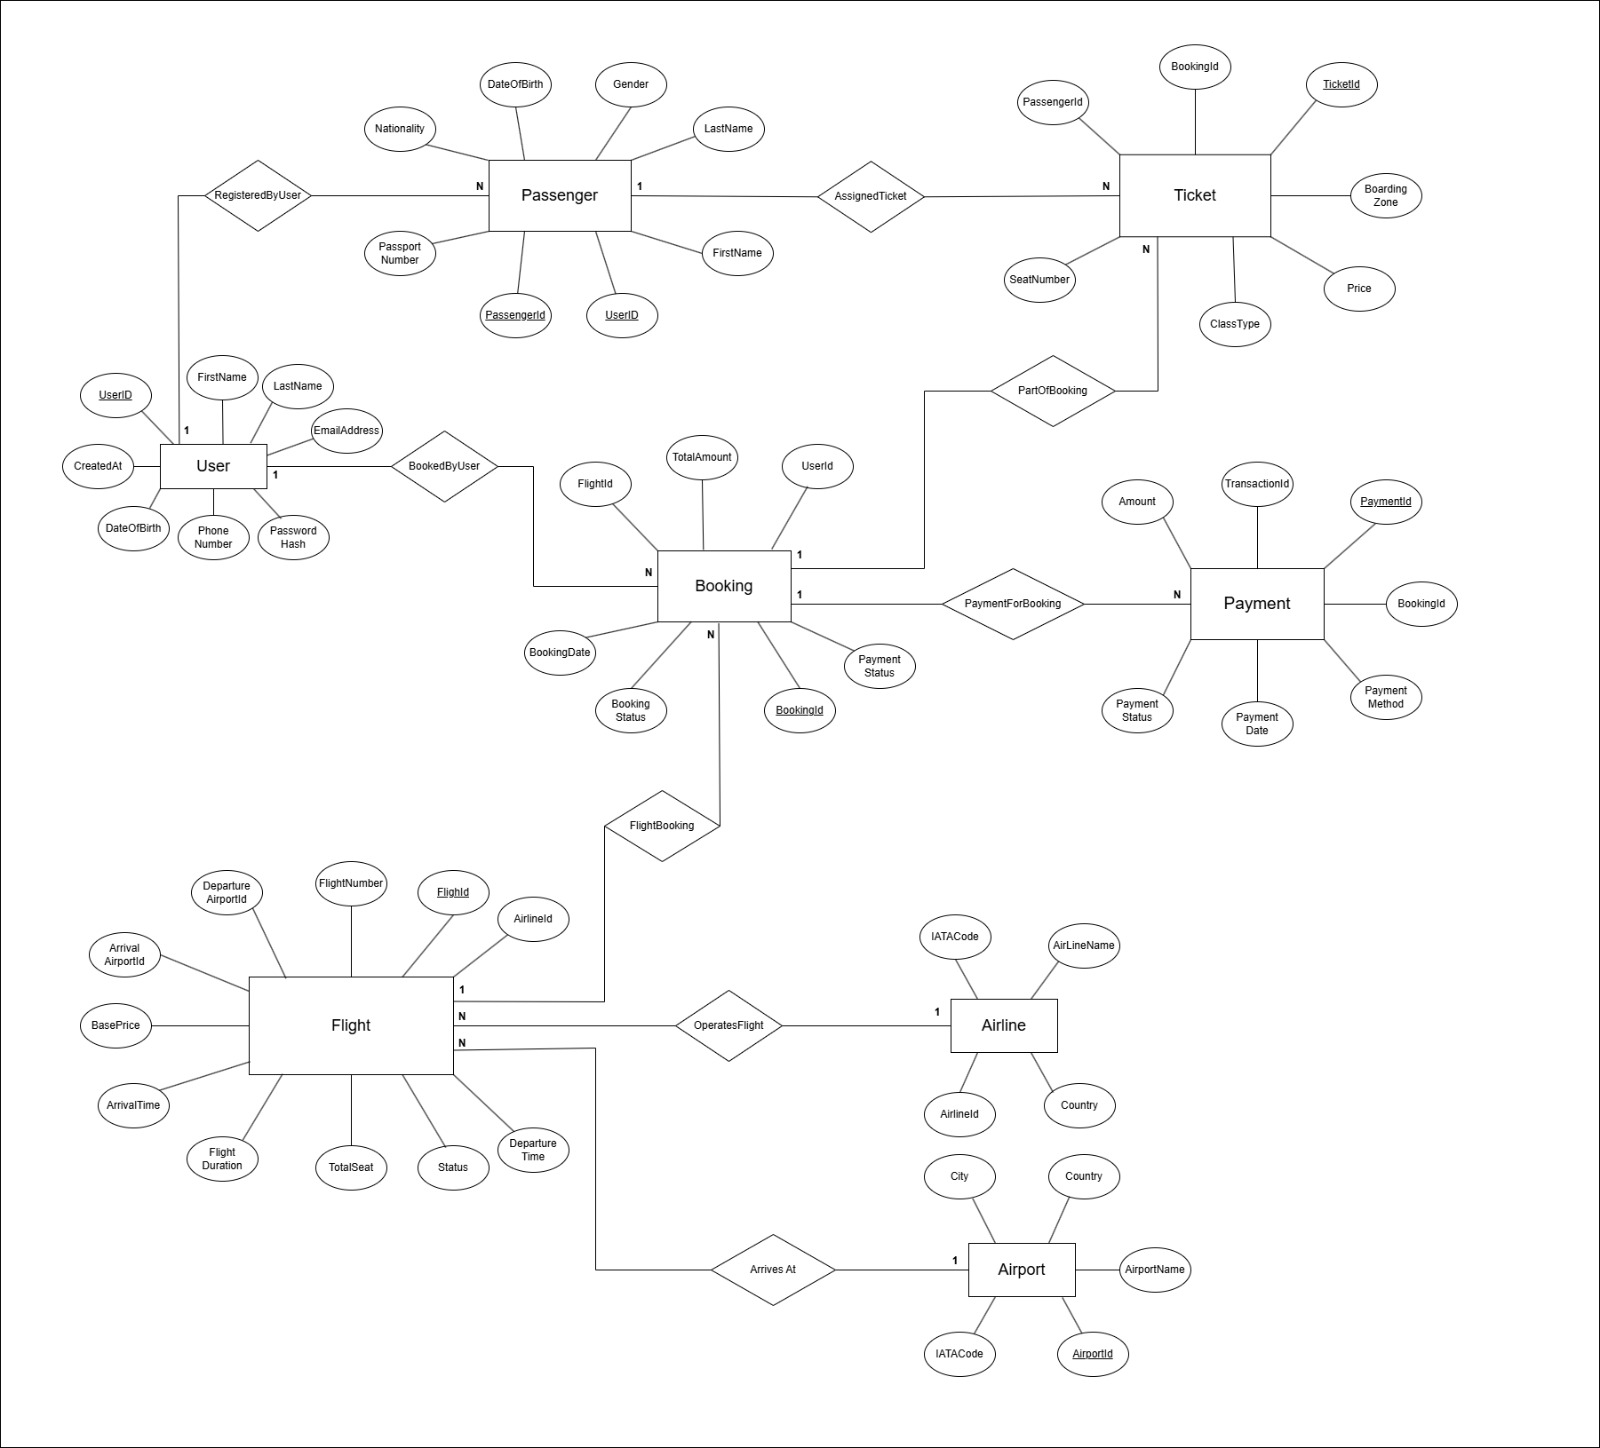 BookingId
DateOfBirth
Gender
TicketId
PassengerId
Nationality
LastName
RegisteredByUser
N
Passenger
1
AssignedTicket
N
Ticket
Boarding
Zone
Passport
Number
FirstName
N
SeatNumber
Price
PassengerId
UserID
ClassType
FirstName
LastName
UserID
PartOfBooking
EmailAddress
1
CreatedAt
User
1
BookedByUser
TotalAmount
UserId
FlightId
TransactionId
Amount
PaymentId
DateOfBirth
Phone
Number
Password
Hash
1
N
Booking
1
PaymentForBooking
N
Payment
BookingId
N
BookingDate
Payment
Status
Booking
Status
BookingId
Payment
Status
Payment
Date
Payment
Method
FlightBooking
Departure
AirportId
FlightNumber
FlighId
AirlineId
IATACode
AirLineName
Arrival
AirportId
1
N
BasePrice
Flight
OperatesFlight
1
Airline
N
ArrivalTime
AirlineId
Country
Flight
Duration
TotalSeat
Status
Departure
Time
City
Country
Arrives At
1
Airport
AirportName
IATACode
AirportId